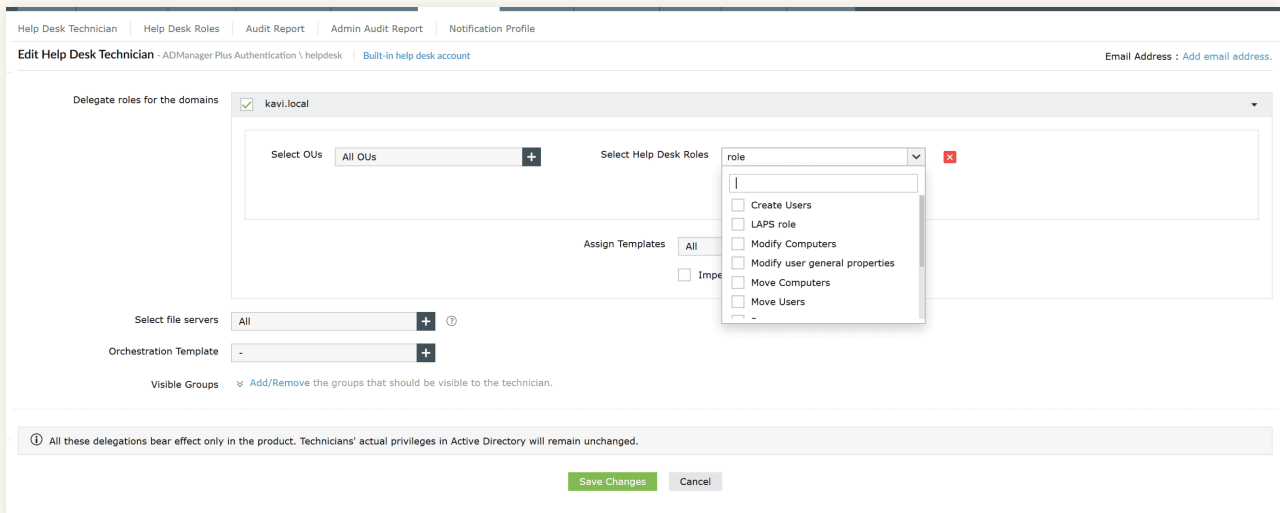 Help Desk Technician Help Desk Roles Audit Report Admin Audit Report Notification Profile
Edit Help Desk Technician - ADManager Plus Authentication \ helpdesk Built-in help desk account Email Address : Add email address.
Delegate roles for the domains kavi.local
Select OUs All OUs Select Help Desk Roles role
Create Users
LAPS role
Modify Computers
Modify user general properties
Move Computers
Move Users
Assign Templates All
Impe
Select file servers All
Orchestration Template -
Visible Groups Add/Remove the groups that should be visible to the technician.
All these delegations bear effect only in the product. Technicians' actual privileges in Active Directory will remain unchanged.
Save Changes Cancel